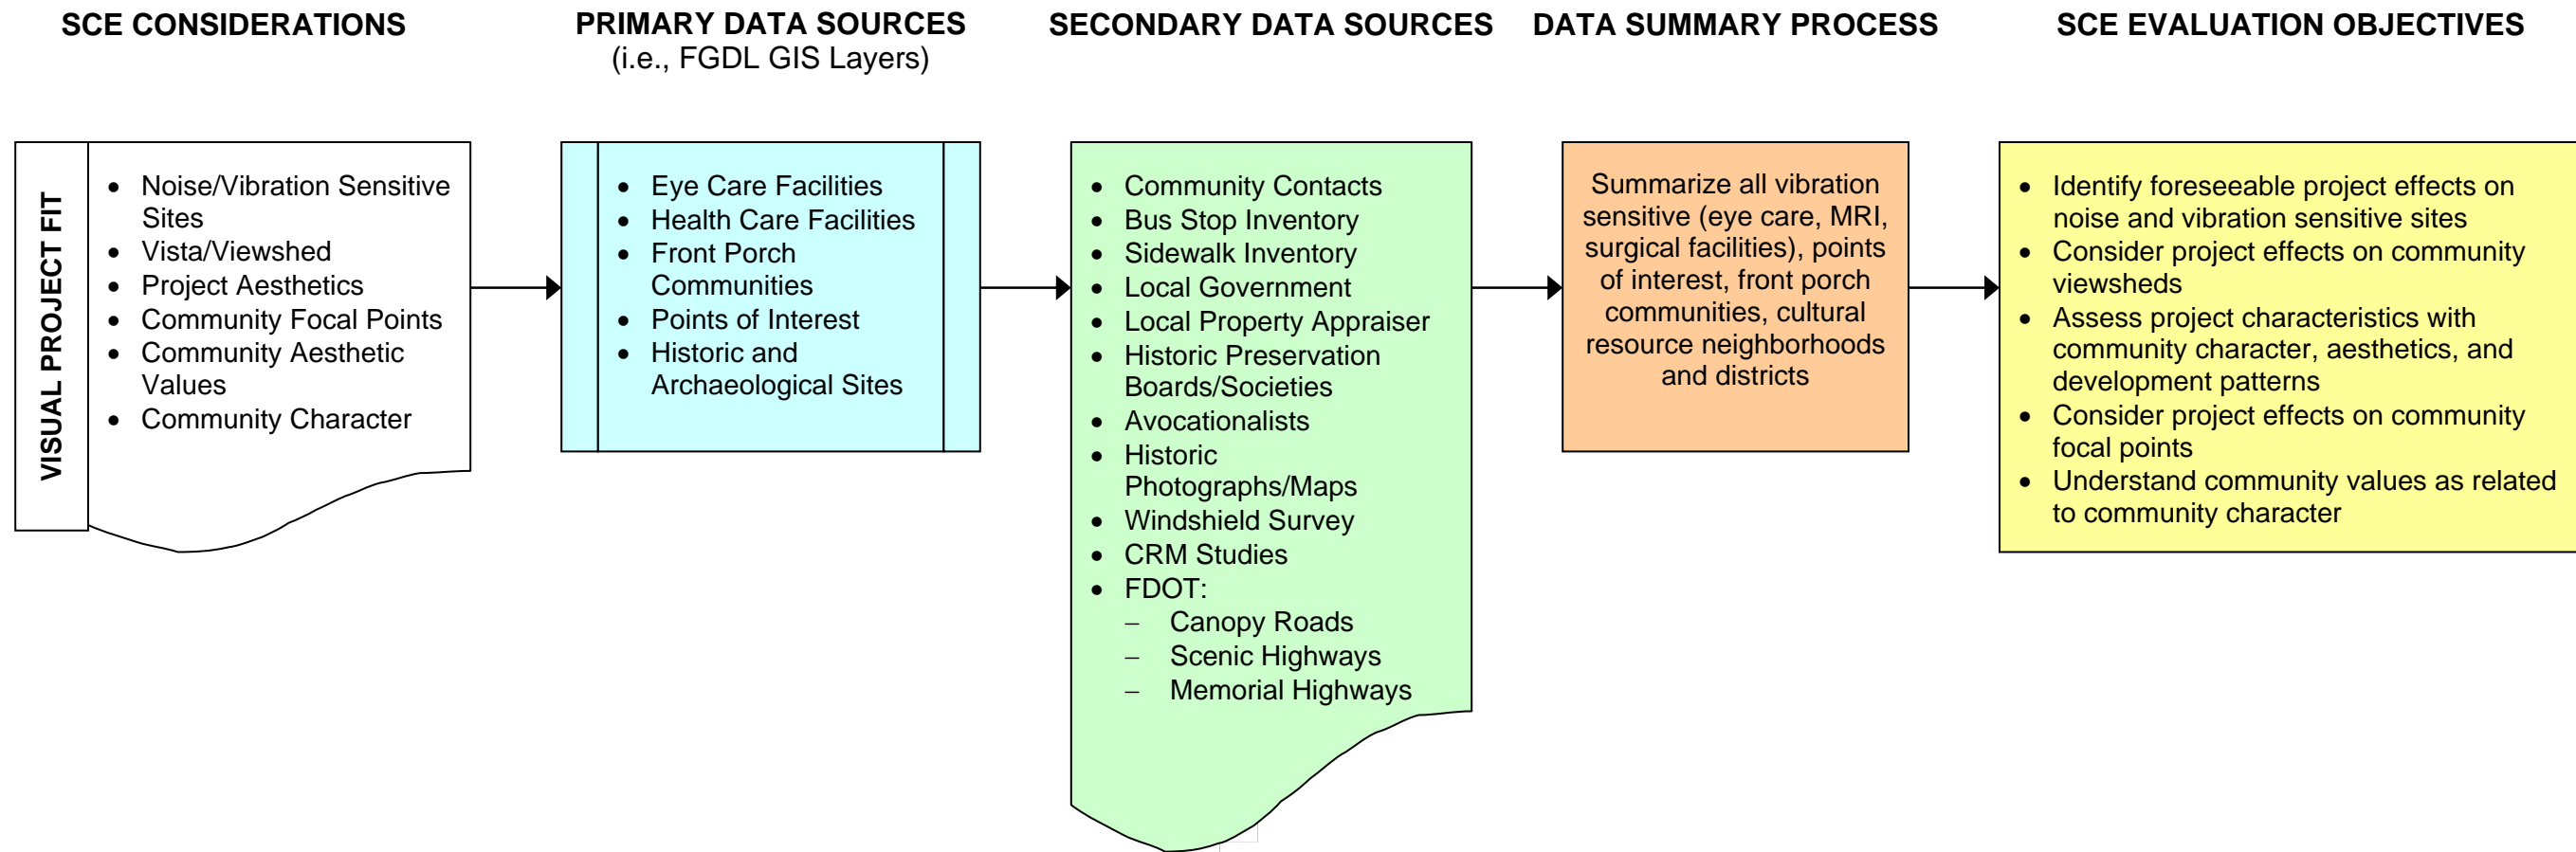 SCE CONSIDERATIONS
PRIMARY DATA SOURCES
(i.e., FGDL GIS Layers)
SECONDARY DATA SOURCES
DATA SUMMARY PROCESS
SCE EVALUATION OBJECTIVES
VISUAL PROJECT FIT
• Noise/Vibration Sensitive
Sites
• Vista/Viewshed
• Project Aesthetics
• Community Focal Points
• Community Aesthetic
Values
• Community Character
• Eye Care Facilities
• Health Care Facilities
• Front Porch
Communities
• Points of Interest
• Historic and
Archaeological Sites
• Community Contacts
• Bus Stop Inventory
• Sidewalk Inventory
• Local Government
• Local Property Appraiser
• Historic Preservation
Boards/Societies
• Avocationalists
• Historic
Photographs/Maps
• Windshield Survey
• CRM Studies
• FDOT:
– Canopy Roads
– Scenic Highways
– Memorial Highways
Summarize all vibration
sensitive (eye care, MRI,
surgical facilities), points
of interest, front porch
communities, cultural
resource neighborhoods
and districts
• Identify foreseeable project effects on
noise and vibration sensitive sites
• Consider project effects on community
viewsheds
• Assess project characteristics with
community character, aesthetics, and
development patterns
• Consider project effects on community
focal points
• Understand community values as related
to community character